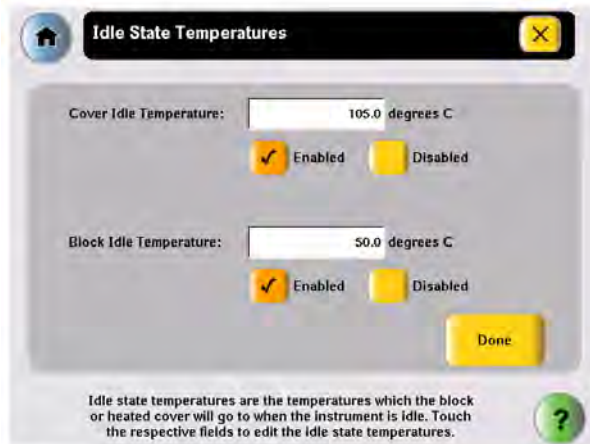 Idle State Temperatures
Cover Idle Temperature: 105.0 degrees C
Enabled Disabled
Block Idle Temperature: 50.0 degrees C
Enabled Disabled
Done
Idle state temperatures are the temperatures which the block
or heated cover will go to when the instrument is idle. Touch
the respective fields to edit the idle state temperatures.
?